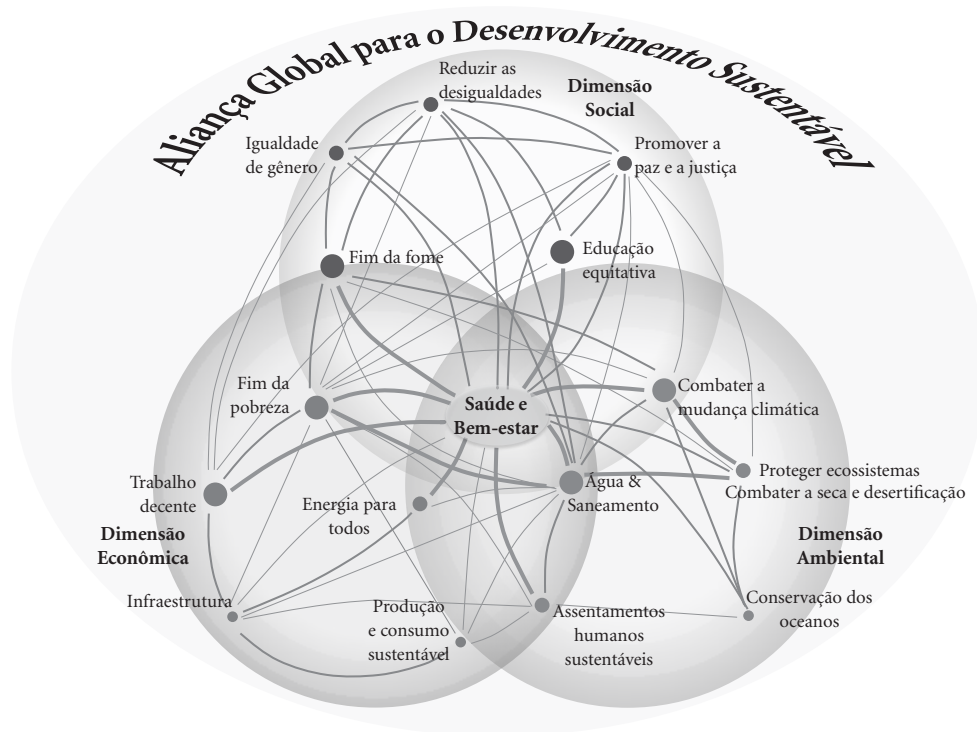 Aliança Global para o Desenvolvimento Sustentável
Reduzir as
desigualdades
Dimensão
Social
Igualdade
de gênero
Promover a
paz e a justiça
Fim da fome
Educação
equitativa
Fim da
pobreza
Saúde e
Bem-estar
Combater a
mudança climática
Trabalho
decente
Energia para
todos
Água &
Saneamento
Proteger ecossistemas
Combater a seca e desertificação
Dimensão
Econômica
Dimensão
Ambiental
Infraestrutura
Produção
e consumo
sustentável
Assentamentos
humanos
sustentáveis
Conservação dos
oceanos